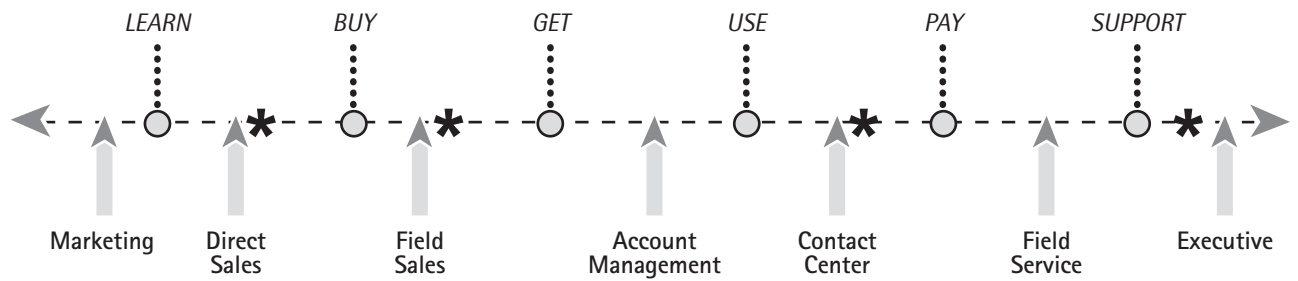 LEARN BUY GET USE PAY SUPPORT
* * * *
Marketing Direct Field Account Contact Field Executive
Sales Sales Management Center Service